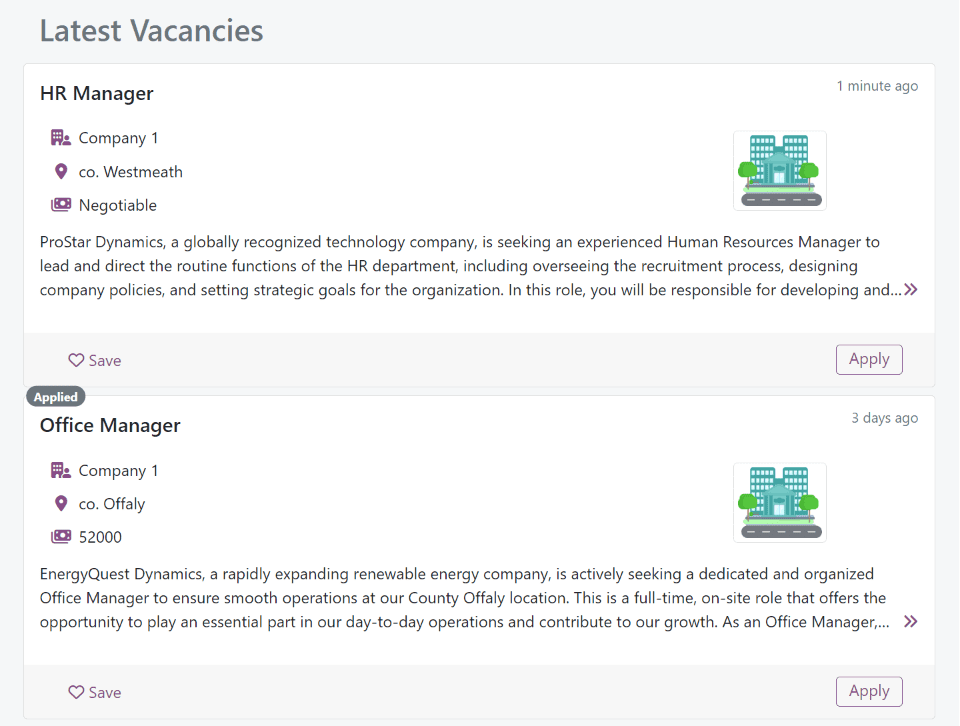 Latest Vacancies
HR Manager
1 minute ago
Company 1
co. Westmeath
Negotiable
ProStar Dynamics, a globally recognized technology company, is seeking an experienced Human Resources Manager to
lead and direct the routine functions of the HR department, including overseeing the recruitment process, designing
company policies, and setting strategic goals for the organization. In this role, you will be responsible for developing and...
Save
Apply
Applied
Office Manager
3 days ago
Company 1
co. Offaly
52000
EnergyQuest Dynamics, a rapidly expanding renewable energy company, is actively seeking a dedicated and organized
Office Manager to ensure smooth operations at our County Offaly location. This is a full-time, on-site role that offers the
opportunity to play an essential part in our day-to-day operations and contribute to our growth. As an Office Manager,...
Save
Apply